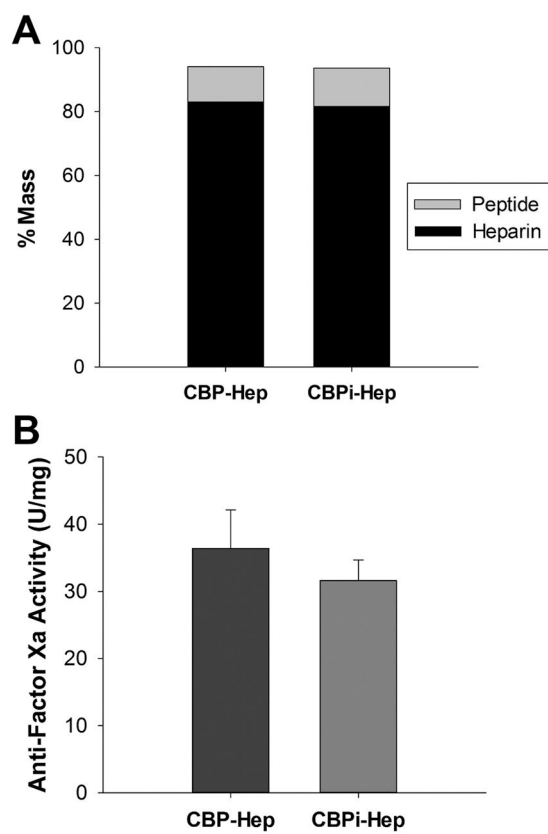 A
100
80
60
40
20
0
% Mass
Peptide
Heparin
CBP-Hep CBPi-Hep
B
50
40
30
20
10
0
Anti-Factor Xa Activity (U/mg)
CBP-Hep CBPi-Hep